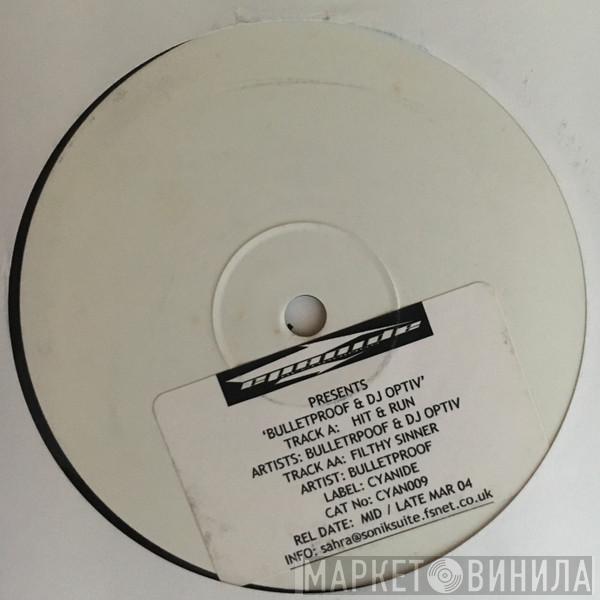 cyanide
PRESENTS
'BULLETPROOF & DJ OPTIV'
TRACK A: HIT & RUN
ARTISTS: BULLETRPOOF & DJ OPTIV
TRACK AA: FILTHY SINNER
ARTIST: BULLETPROOF
LABEL: CYANIDE
CAT No: CYAN009
REL DATE: MID / LATE MAR 04
INFO: sahra@soniksuite.fsnet.co.uk
МАРКЕТ ВИНИЛА